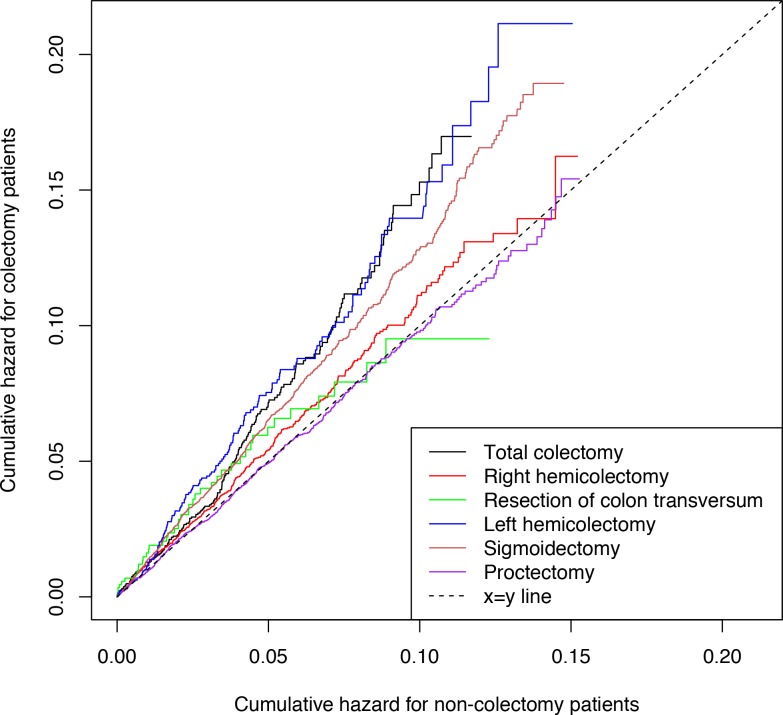 Cumulative hazard for colectomy patients
0.20
0.15
0.10
0.05
0.00
Total colectomy
Right hemicolectomy
Resection of colon transversum
Left hemicolectomy
Sigmoidectomy
Proctectomy
x=y line
0.00 0.05 0.10 0.15 0.20
Cumulative hazard for non-colectomy patients